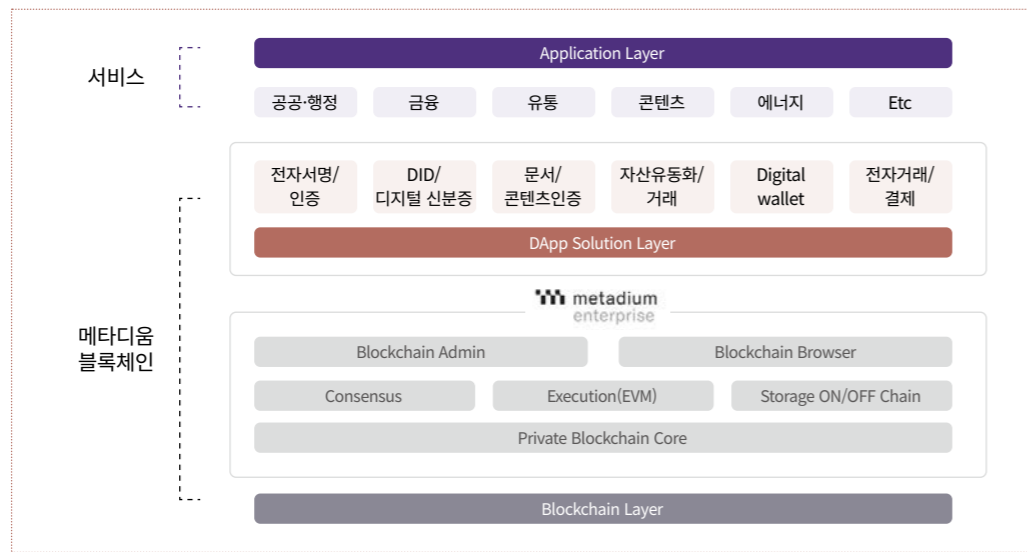 서비스
Application Layer
공공·행정
금융
유통
콘텐츠
에너지
Etc
전자서명/
인증
DID/
디지털 신분증
문서/
콘텐츠인증
자산유동화/
거래
Digital
wallet
전자거래/
결제
DApp Solution Layer
메타디움
블록체인
metadium
enterprise
Blockchain Admin
Blockchain Browser
Consensus
Execution(EVM)
Storage ON/OFF Chain
Private Blockchain Core
Blockchain Layer